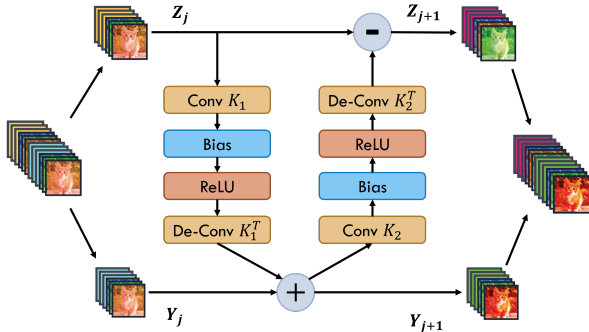 Z_j
Z_{j+1}
-
Conv K_1
De-Conv K_2^T
Bias
ReLU
ReLU
Bias
De-Conv K_1^T
Conv K_2
+
Y_j
Y_{j+1}